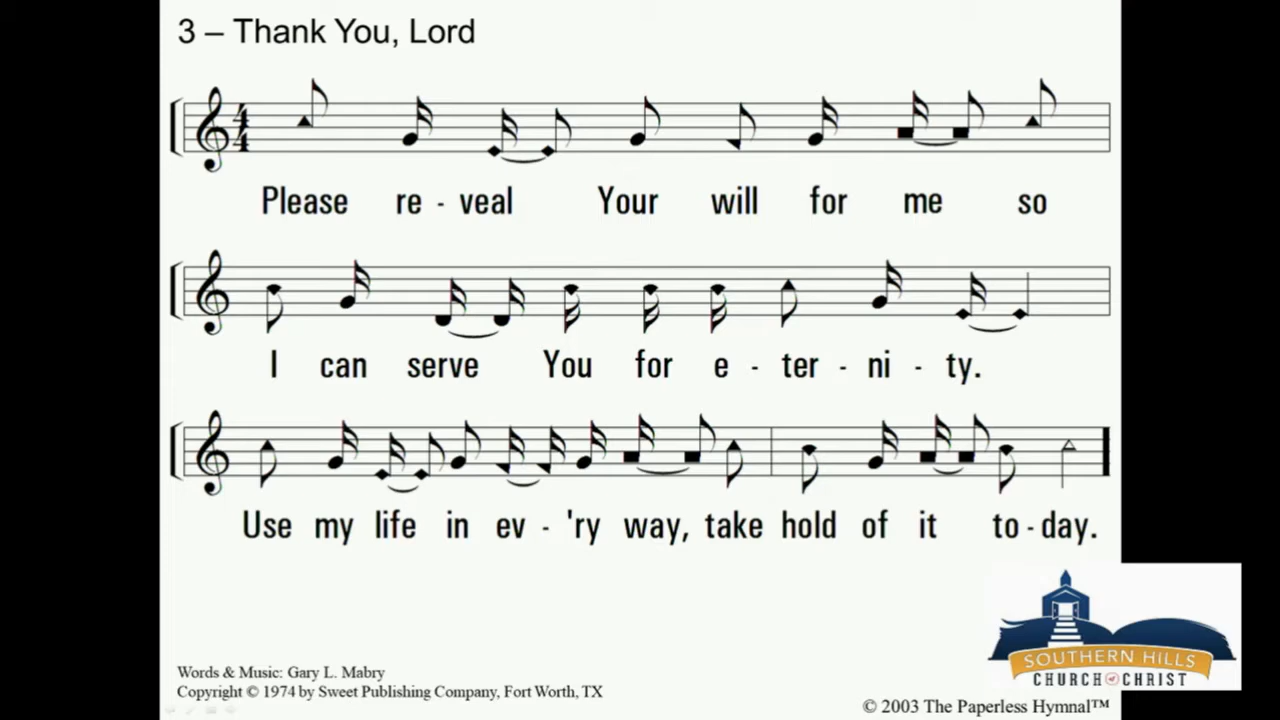 3 – Thank You, Lord
Please re - veal Your will for me so
I can serve You for e - ter - ni - ty.
Use my life in ev - 'ry way, take hold of it to - day.
SOUTHERN HILLS
CHURCH of CHRIST
Words & Music: Gary L. Mabry
Copyright © 1974 by Sweet Publishing Company, Fort Worth, TX
© 2003 The Paperless Hymnal™